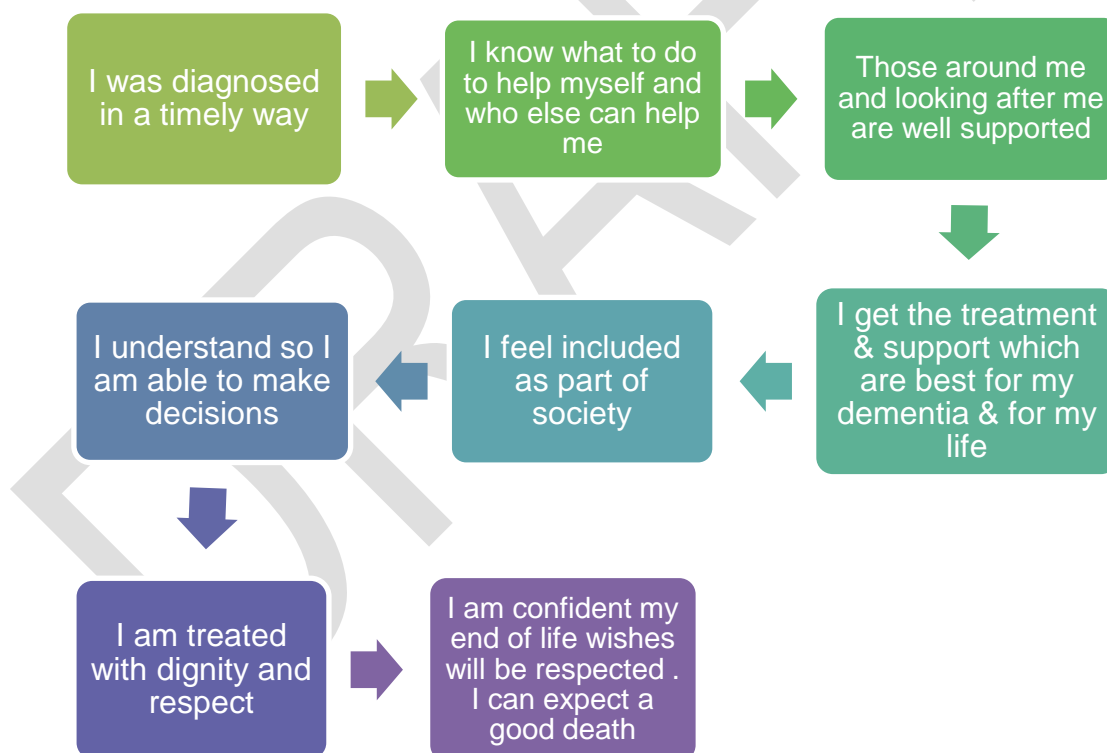 I was diagnosed
in a timely way
I know what to do
to help myself and
who else can help
me
Those around me
and looking after me
are well supported
I get the treatment
& support which
are best for my
dementia & for my
life
I feel included
as part of
society
I understand so I
am able to make
decisions
I am treated
with dignity and
respect
I am confident my
end of life wishes
will be respected .
I can expect a
good death